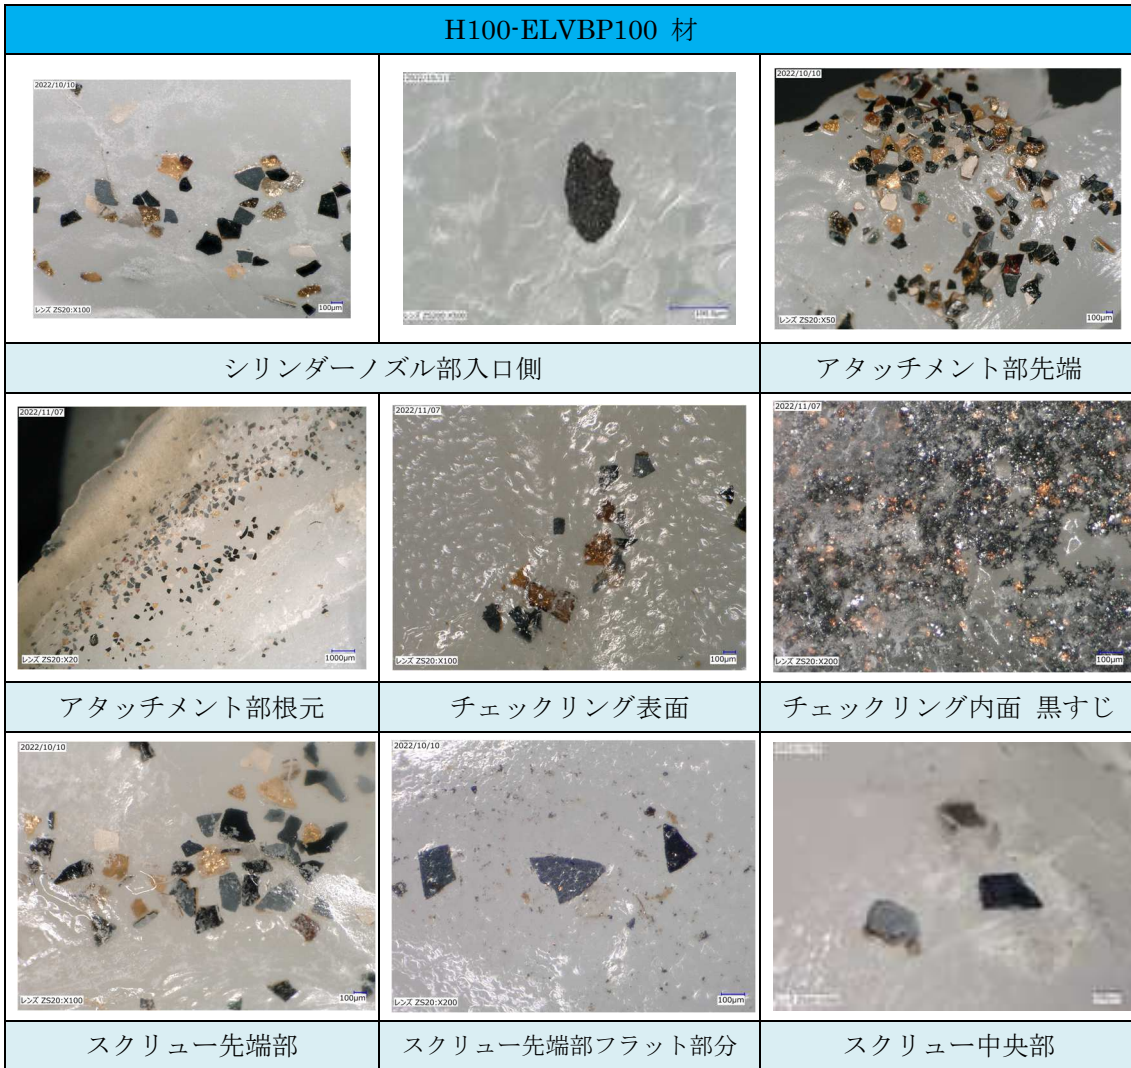 H100-ELVBP100 材
2022/10/10
レンズ ZS20:X100
100μm
2022/10/10
レンズ ZS20:X50
100μm
シリンダーノズル部入口側
アタッチメント部先端
2022/11/07
レンズ ZS20:X20
1000μm
2022/11/07
レンズ ZS20:X100
100μm
2022/11/07
レンズ ZS20:X200
100μm
アタッチメント部根元
チェックリング表面
チェックリング内面 黒すじ
2022/10/10
レンズ ZS20:X100
100μm
2022/10/10
レンズ ZS20:X200
100μm
スクリュー先端部
スクリュー先端部フラット部分
スクリュー中央部